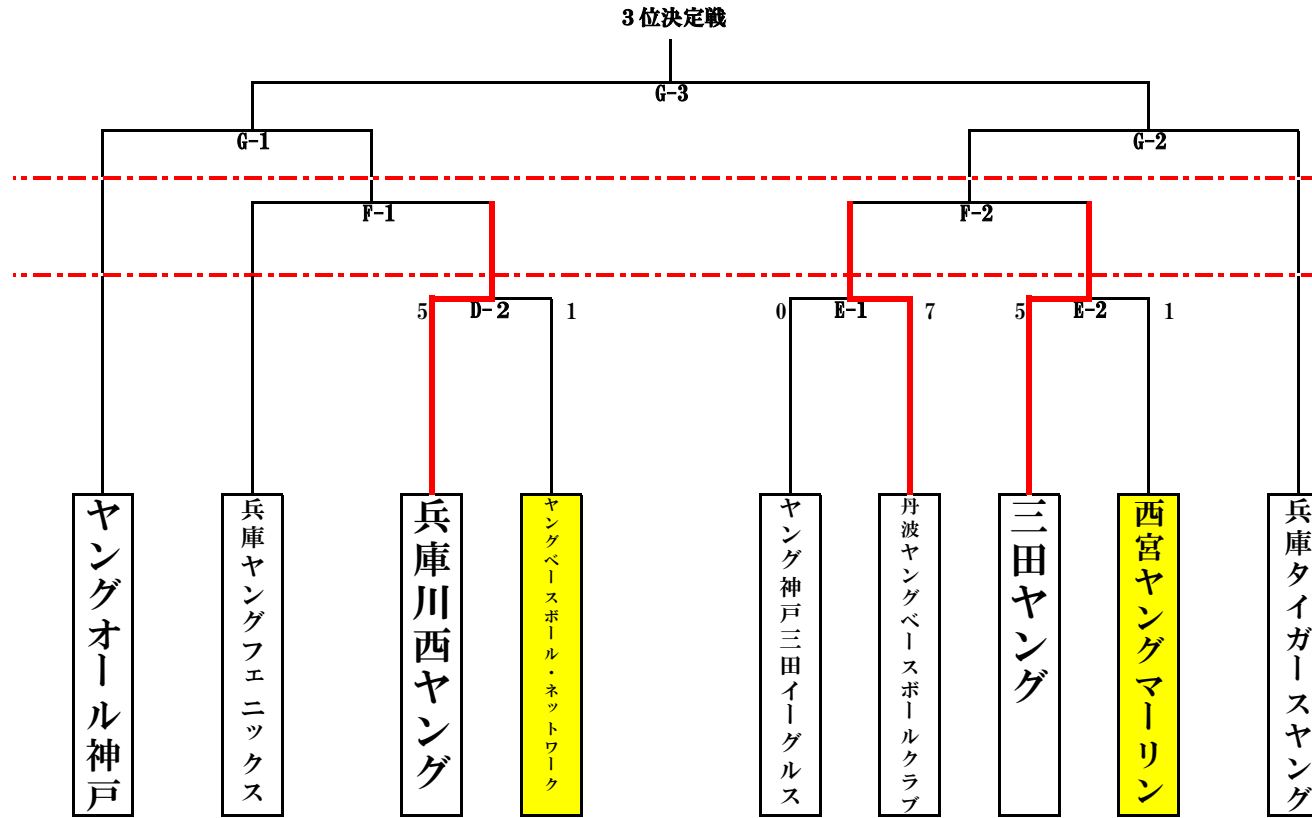 3位決定戦
G-3
G-1
G-2
F-1
F-2
5 D-2 1
0 E-1 7
5 E-2 1
ヤングオール神戸
兵庫ヤングフェニックス
兵庫川西ヤング
ヤングベースボール・ネットワーク
ヤング神戸三田イーグルス
丹波ヤングベースボールクラブ
三田ヤング
西宮ヤングマーリン
兵庫タイガースヤング